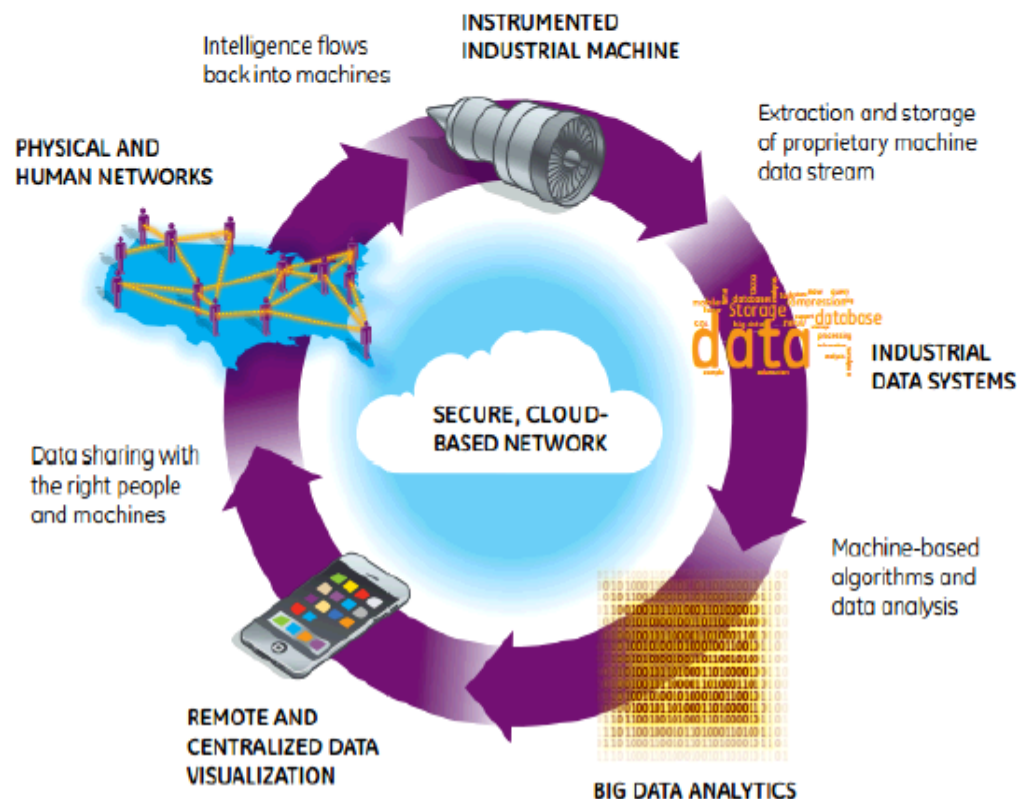 INSTRUMENTED
INDUSTRIAL MACHINE
Intelligence flows
back into machines
Extraction and storage
of proprietary machine
data stream
PHYSICAL AND
HUMAN NETWORKS
storage
database
data
INDUSTRIAL
DATA SYSTEMS
SECURE, CLOUD-
BASED NETWORK
Data sharing with
the right people
and machines
Machine-based
algorithms and
data analysis
REMOTE AND
CENTRALIZED DATA
VISUALIZATION
BIG DATA ANALYTICS